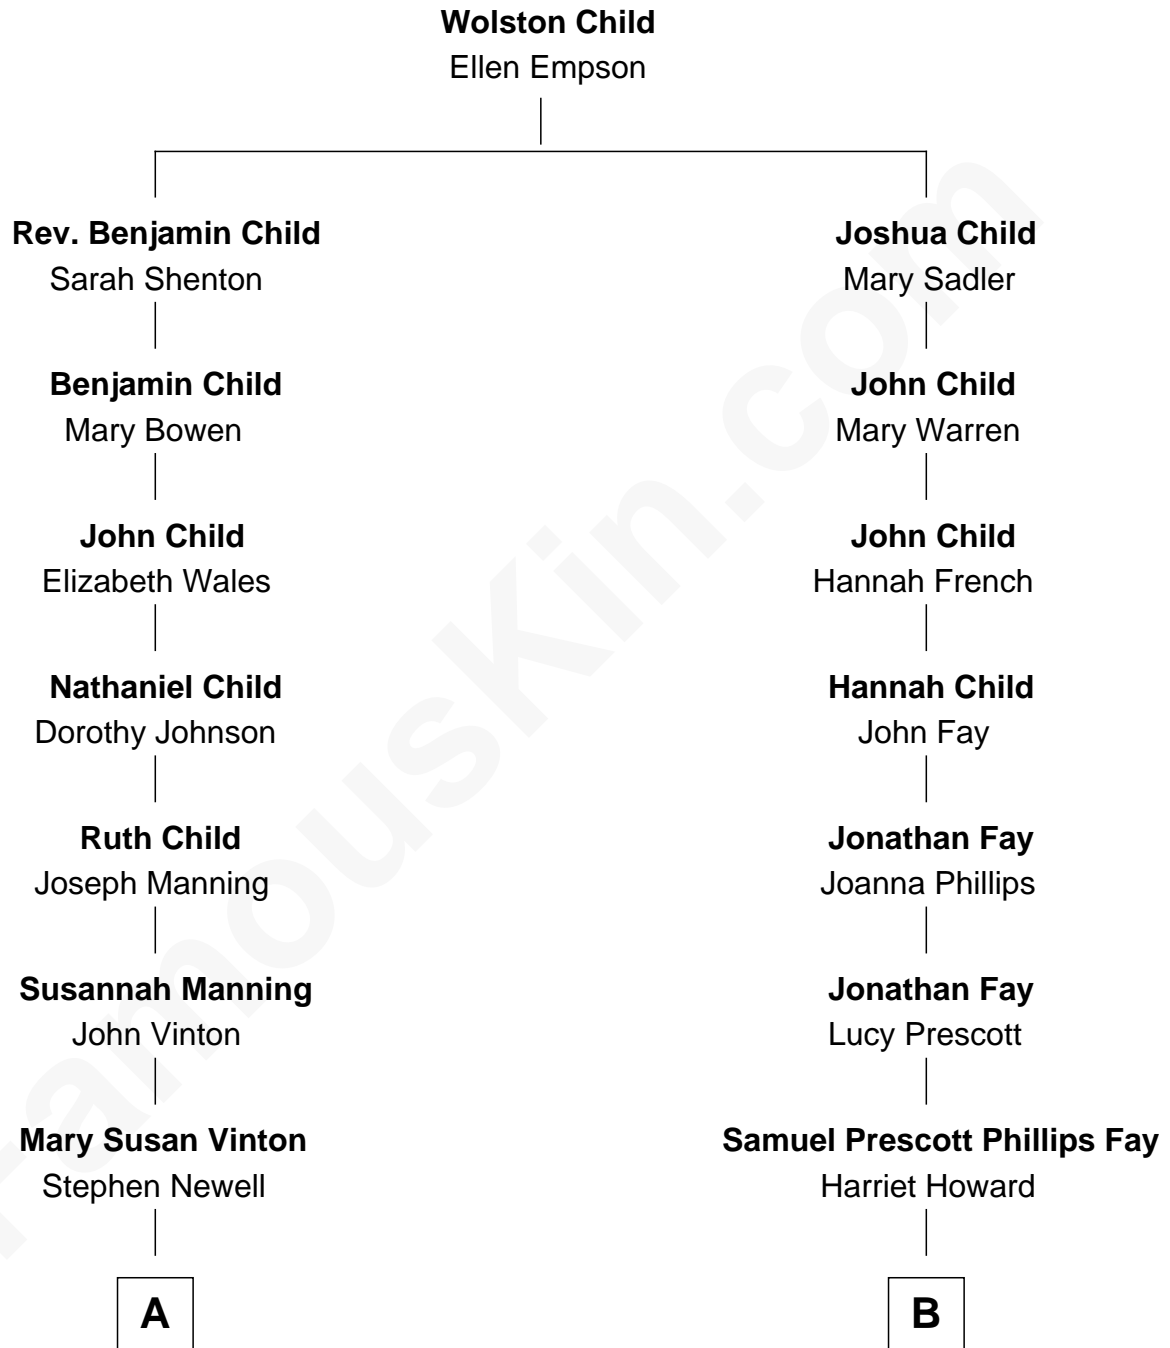 Wolston Child
Ellen Empson
Rev. Benjamin Child
Sarah Shenton
Joshua Child
Mary Sadler
Benjamin Child
Mary Bowen
John Child
Mary Warren
John Child
Elizabeth Wales
John Child
Hannah French
Nathaniel Child
Dorothy Johnson
Hannah Child
John Fay
Ruth Child
Joseph Manning
Jonathan Fay
Joanna Phillips
Susannah Manning
John Vinton
Jonathan Fay
Lucy Prescott
Mary Susan Vinton
Stephen Newell
Samuel Prescott Phillips Fay
Harriet Howard
A
B
FamousKin.com